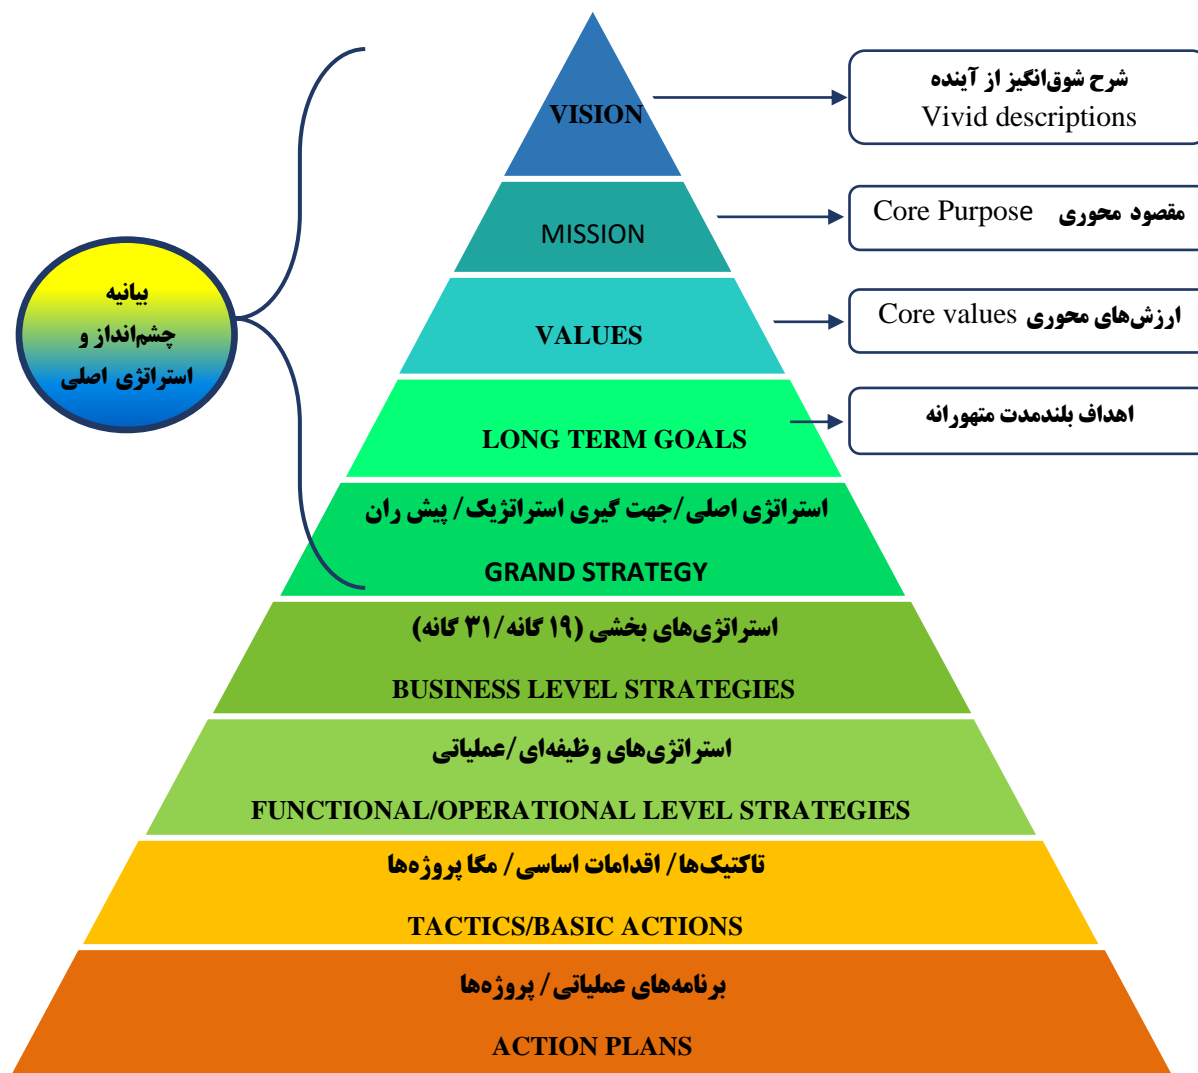 شرح شوق‌انگیز از آینده
Vivid descriptions
VISION
مقصود محوری Core Purpose
MISSION
ارزش‌های محوری Core values
VALUES
بیانیه
چشم‌انداز و
استراتژی اصلی
اهداف بلندمدت متهورانه
LONG TERM GOALS
استراتژی اصلی/جهت گیری استراتژیک/ پیش ران
GRAND STRATEGY
استراتژی‌های بخشی (۱۹ گانه/۳۱ گانه)
BUSINESS LEVEL STRATEGIES
استراتژی‌های وظیفه‌ای/عملیاتی
FUNCTIONAL/OPERATIONAL LEVEL STRATEGIES
تاکتیک‌ها/ اقدامات اساسی/ مگا پروژه‌ها
TACTICS/BASIC ACTIONS
برنامه‌های عملیاتی/ پروژه‌ها
ACTION PLANS